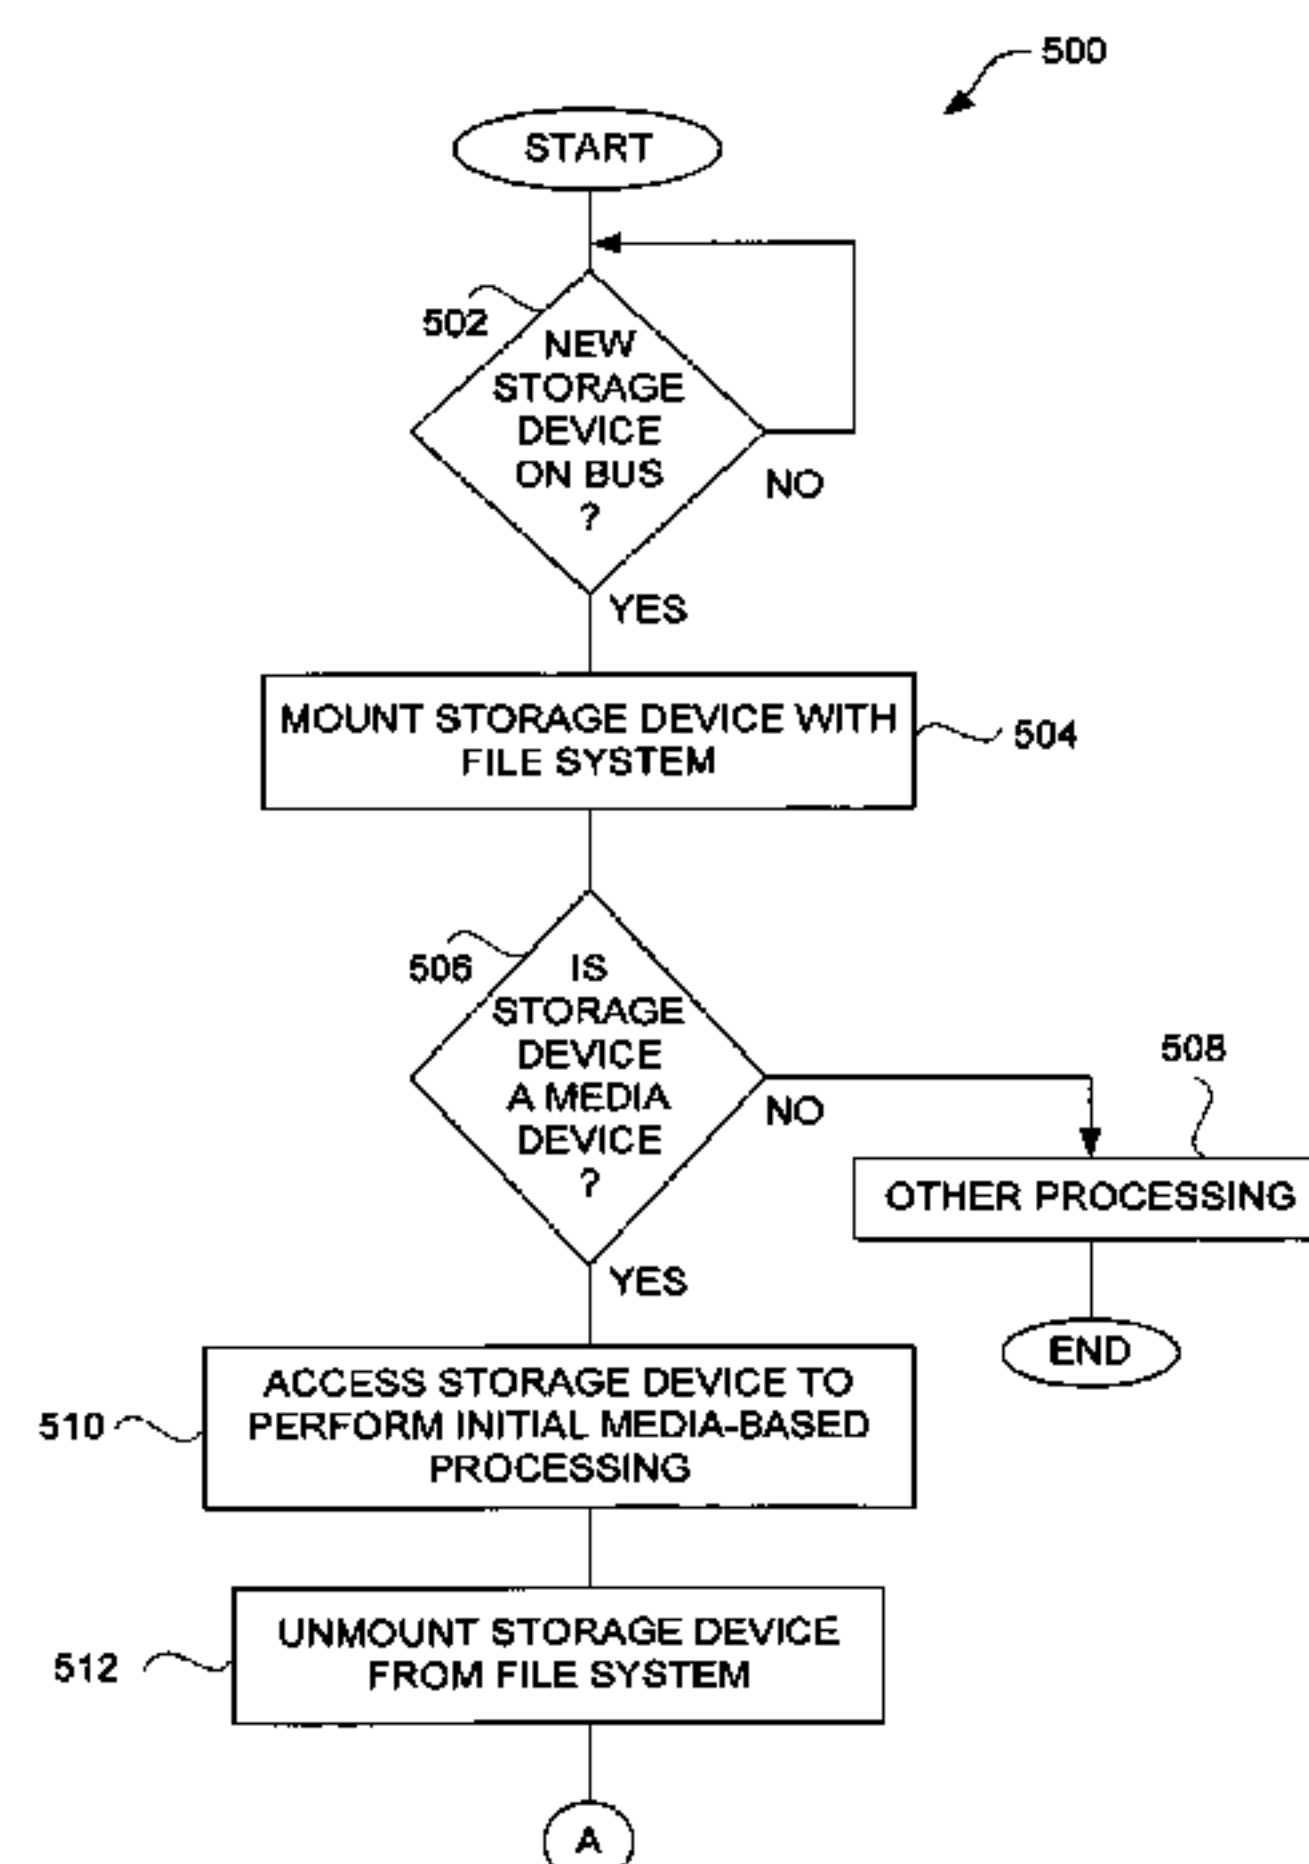 500
START
502
NEW
STORAGE
DEVICE
ON BUS
?
NO
YES
MOUNT STORAGE DEVICE WITH
FILE SYSTEM
504
506
IS
STORAGE
DEVICE
A MEDIA
DEVICE
?
NO
508
OTHER PROCESSING
END
YES
510
ACCESS STORAGE DEVICE TO
PERFORM INITIAL MEDIA-BASED
PROCESSING
512
UNMOUNT STORAGE DEVICE
FROM FILE SYSTEM
A